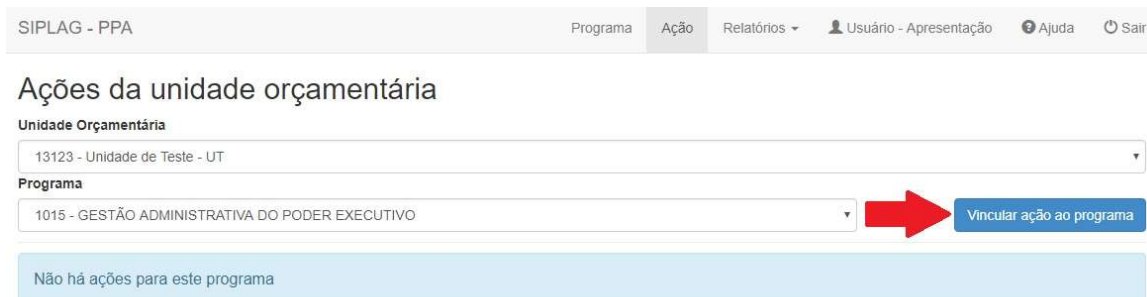 SIPLAG - PPA Programa Ação Relatórios Usuário - Apresentação Ajuda Sair
Ações da unidade orçamentária
Unidade Orçamentária
13123 - Unidade de Teste - UT
Programa
1015 - GESTÃO ADMINISTRATIVA DO PODER EXECUTIVO Vincular ação ao programa
Não há ações para este programa